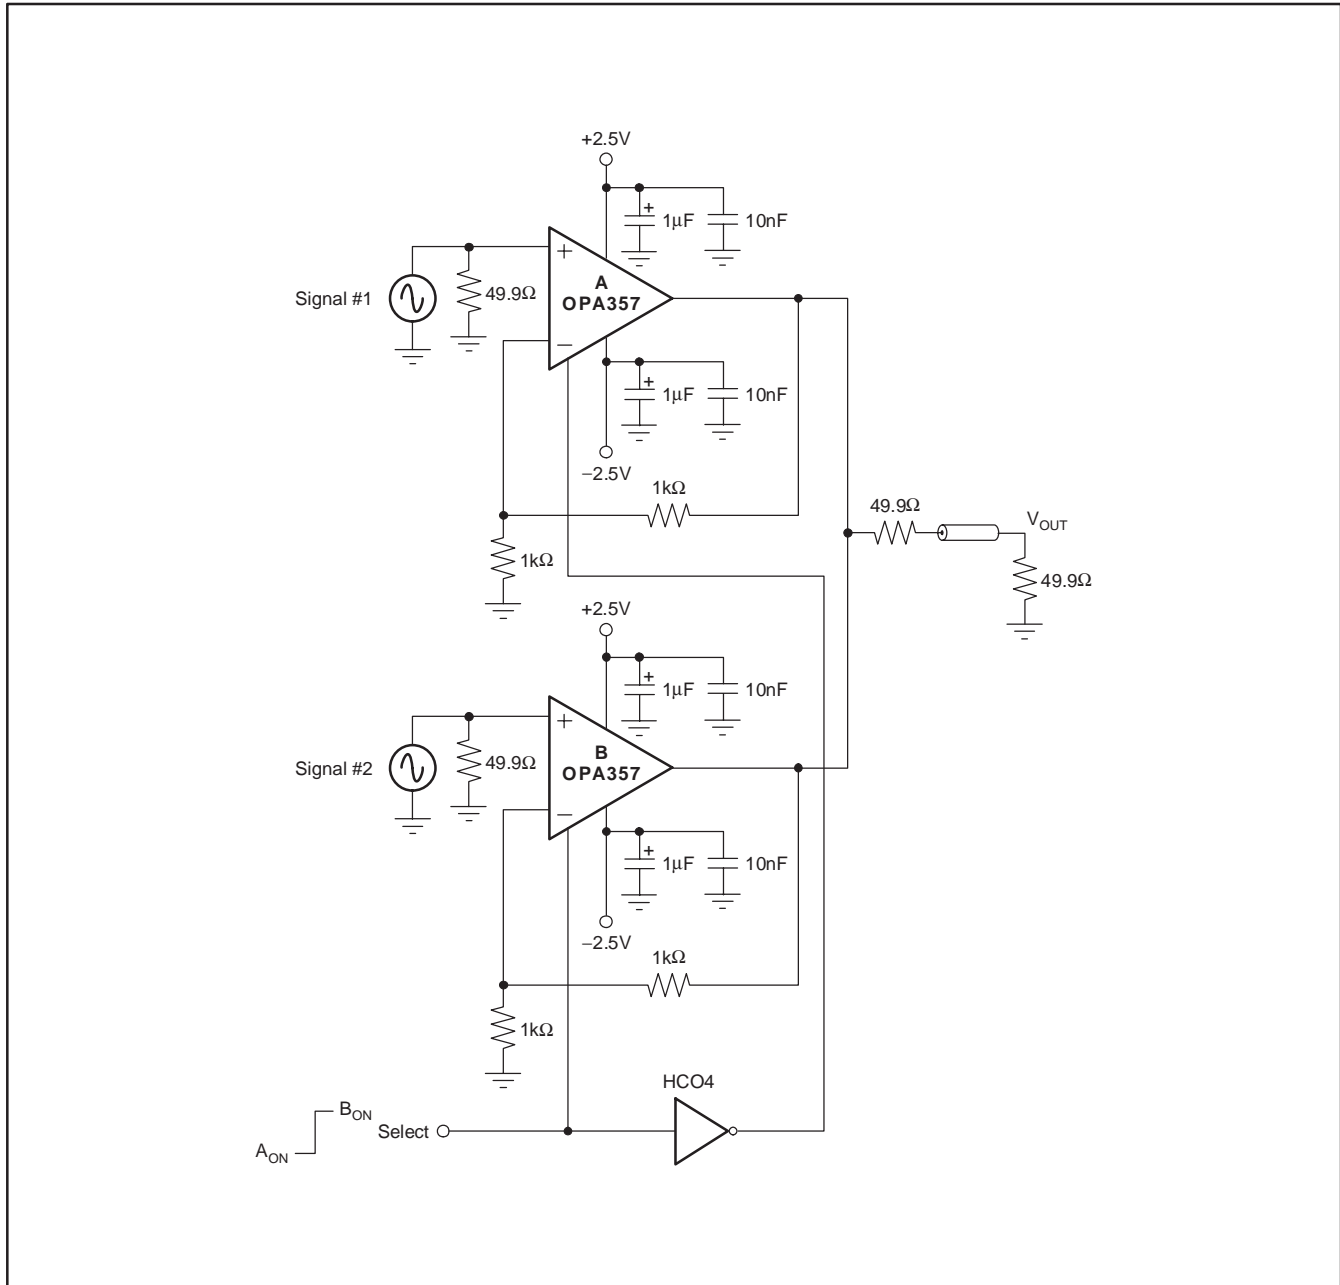 +2.5V
+
1µF
10nF
+
A
OPA357
Signal #1
49.9Ω
−
+
1µF
10nF
−2.5V
1kΩ
1kΩ
49.9Ω
VOUT
49.9Ω
+2.5V
+
1µF
10nF
+
B
OPA357
Signal #2
49.9Ω
−
+
1µF
10nF
−2.5V
1kΩ
1kΩ
HCO4
BON
Select
AON